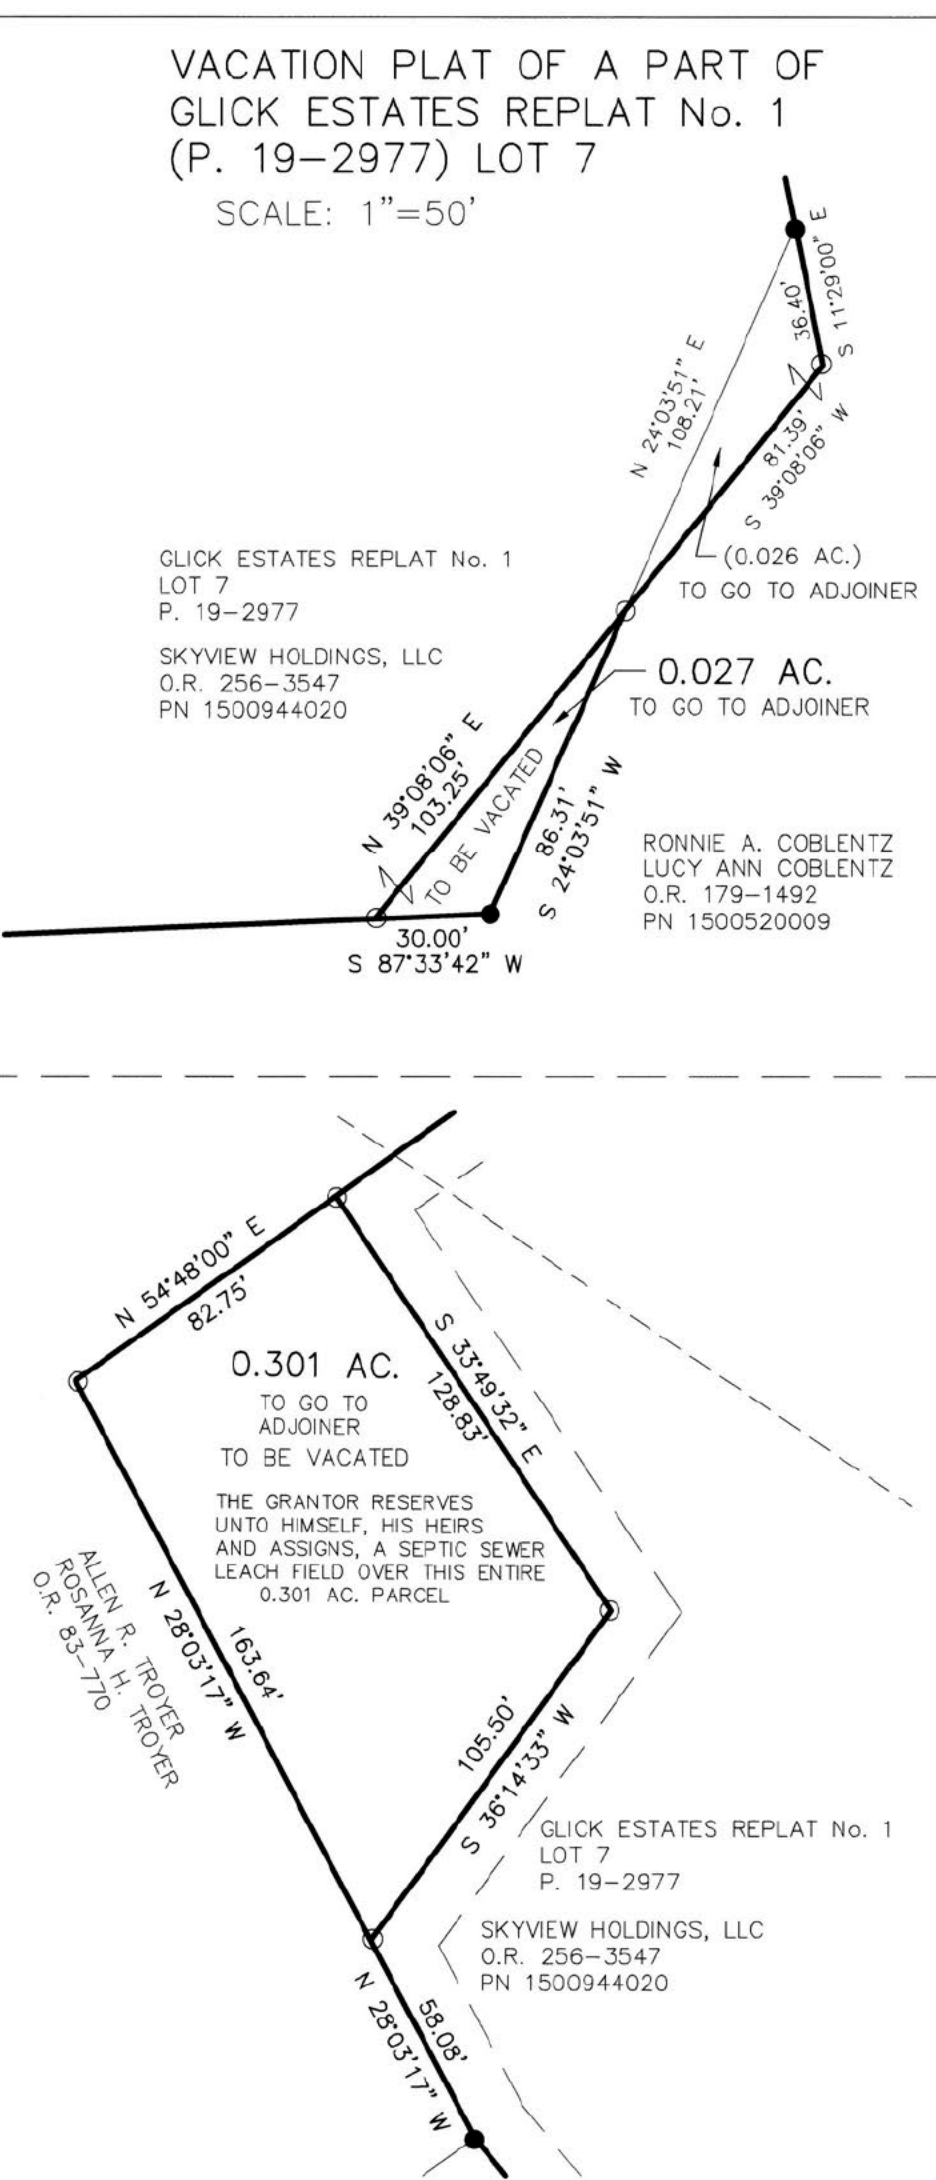 VACATION PLAT OF A PART OF
GLICK ESTATES REPLAT No. 1
(P. 19-2977) LOT 7
SCALE: 1"=50'
S 11°29'00" E
36.40'
N 24°03'51" E
108.21'
81.39'
S 39°08'06" W
(0.026 AC.)
TO GO TO ADJOINER
GLICK ESTATES REPLAT No. 1
LOT 7
P. 19-2977
SKYVIEW HOLDINGS, LLC
O.R. 256-3547
PN 1500944020
0.027 AC.
TO GO TO ADJOINER
N 39°08'06" E
103.25'
TO BE VACATED
86.31'
S 24°03'51" W
RONNIE A. COBLENTZ
LUCY ANN COBLENTZ
O.R. 179-1492
PN 1500520009
30.00'
S 87°33'42" W
N 54°48'00" E
82.75'
S 33°49'32" E
128.83'
0.301 AC.
TO GO TO
ADJOINER
TO BE VACATED
THE GRANTOR RESERVES
UNTO HIMSELF, HIS HEIRS
AND ASSIGNS, A SEPTIC SEWER
LEACH FIELD OVER THIS ENTIRE
0.301 AC. PARCEL
ALLEN R. TROYER
ROSANNA H. TROYER
O.R. 83-770
163.64'
N 28°03'17" W
105.50'
S 36°14'33" W
GLICK ESTATES REPLAT No. 1
LOT 7
P. 19-2977
SKYVIEW HOLDINGS, LLC
O.R. 256-3547
PN 1500944020
58.08'
N 28°03'17" W